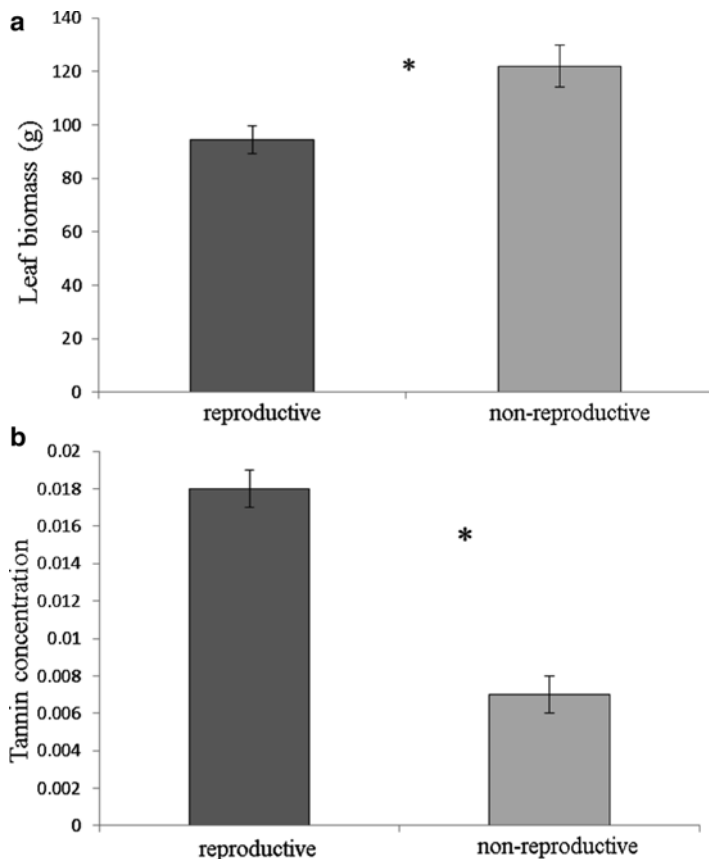 a
Leaf biomass (g)
140
120
100
80
60
40
20
0
*
reproductive
non-reproductive
b
Tannin concentration
0.02
0.018
0.016
0.014
0.012
0.01
0.008
0.006
0.004
0.002
0
*
reproductive
non-reproductive